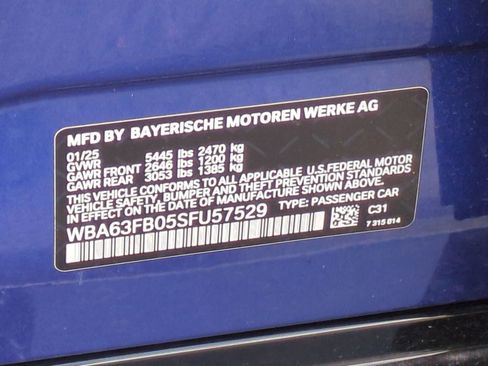 MFD BY BAYERISCHE MOTOREN WERKE AG
01/25 5445 lbs 2470 kg
GVWR
GAWR FRONT 2646 lbs 1200 kg
GAWR REAR 3053 lbs 1385 kg
THIS VEHICLE CONFORMS TO ALL APPLICABLE U.S. FEDERAL MOTOR
VEHICLE SAFETY, BUMPER AND THEFT PREVENTION STANDARDS IN
EFFECT ON THE DATE OF MANUFACTURE SHOWN ABOVE.
WBA63FB05SFU57529 TYPE: PASSENGER CAR
C31
7 315 014